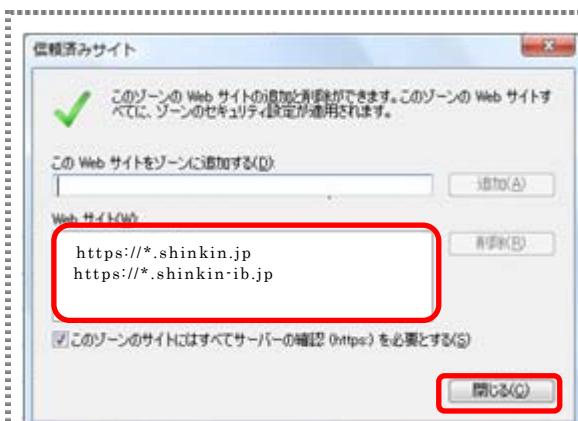 信頼済みサイト
このゾーンの Web サイトの追加と削除ができます。このゾーンの Web サイトす
べてに、ゾーンのセキュリティ設定が適用されます。
この Web サイトをゾーンに追加する(D):
追加(A)
Web サイト(W):
https://*.shinkin.jp
https://*.shinkin-ib.jp
削除(R)
このゾーンのサイトにはすべてサーバーの確認 (https:) を必要とする(S)
閉じる(C)